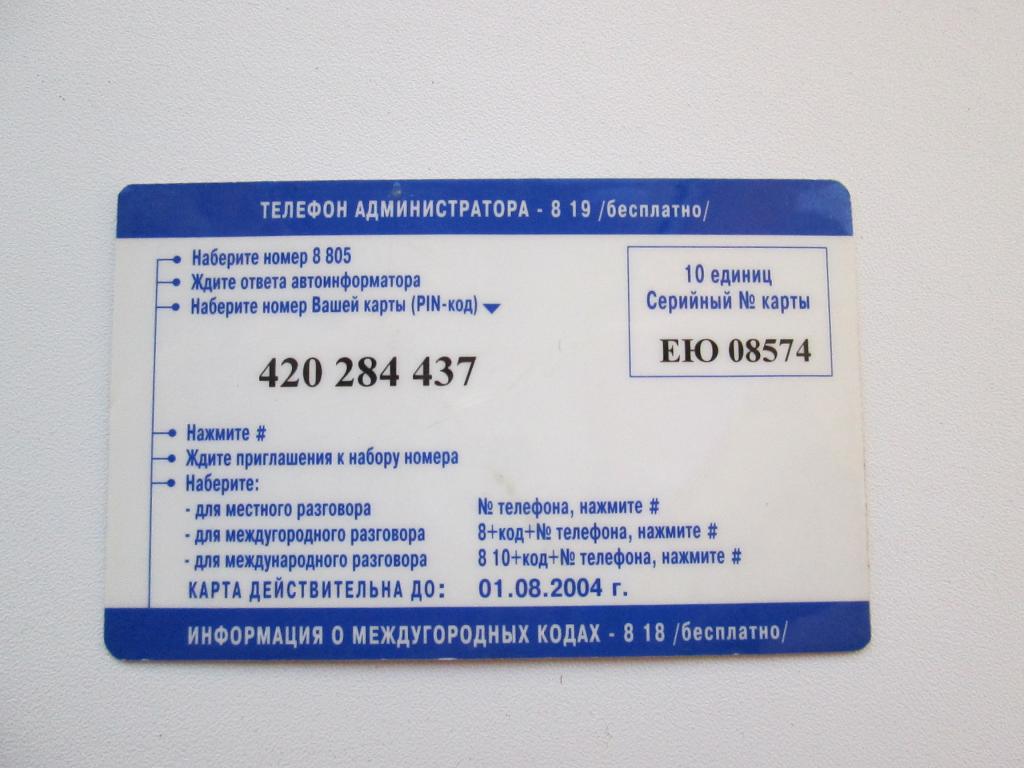 ТЕЛЕФОН АДМИНИСТРАТОРА - 8 19 /бесплатно/
Наберите номер 8 805
Ждите ответа автоинформатора
Наберите номер Вашей карты (PIN-код)
10 единиц
Серийный № карты
ЕЮ 08574
420 284 437
Нажмите #
Ждите приглашения к набору номера
Наберите:
- для местного разговора № телефона, нажмите #
- для междугородного разговора 8+код+№ телефона, нажмите #
- для международного разговора 8 10+код+№ телефона, нажмите #
КАРТА ДЕЙСТВИТЕЛЬНА ДО: 01.08.2004 г.
ИНФОРМАЦИЯ О МЕЖДУГОРОДНЫХ КОДАХ - 8 18 /бесплатно/